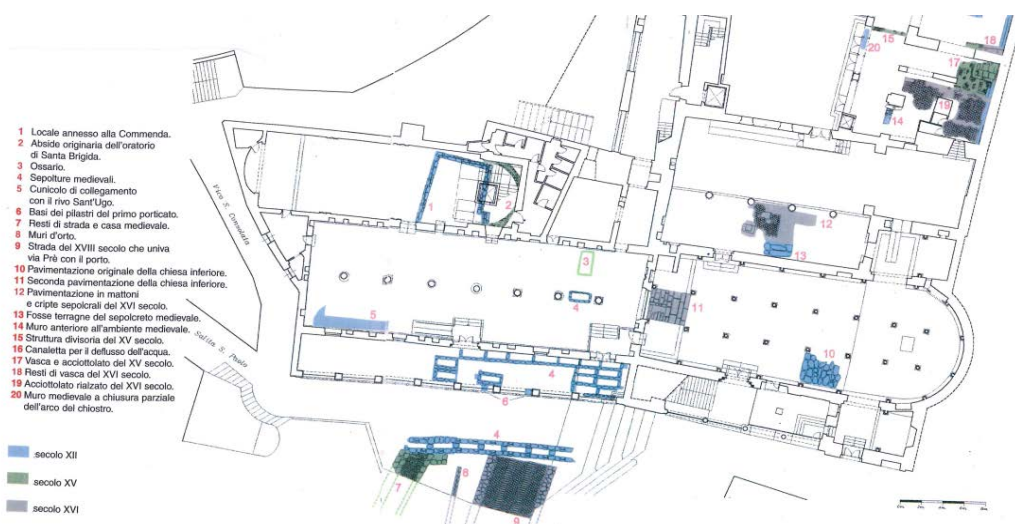 1 Locale annesso alla Commenda.
2 Abside originaria dell'oratorio
di Santa Brigida.
3 Ossario.
4 Sepolture medievali.
5 Cunicolo di collegamento
con il rivo Sant'Ugo.
6 Basi dei pilastri del primo porticato.
7 Resti di strada e casa medievale.
8 Muri d'orto.
9 Strada del XVIII secolo che univa
via Prè con il porto.
10 Pavimentazione originale della chiesa inferiore.
11 Seconda pavimentazione della chiesa inferiore.
12 Pavimentazione in mattoni
e cripte sepolcrali del XVI secolo.
13 Fosse terragne del sepolcreto medievale.
14 Muro anteriore all'ambiente medievale.
15 Struttura divisoria del XV secolo.
16 Canaletta per il deflusso dell'acqua.
17 Vasca e acciottolato del XV secolo.
18 Resti di vasca del XVI secolo.
19 Acciottolato rialzato del XVI secolo.
20 Muro medievale a chiusura parziale
dell'arco del chiostro.
secolo XII
secolo XV
secolo XVI
Vico S. Consolata
Salita S. Paolo
15
20
18
17
19
14
1
2
12
13
3
11
4
5
10
4
6
4
7
8
9